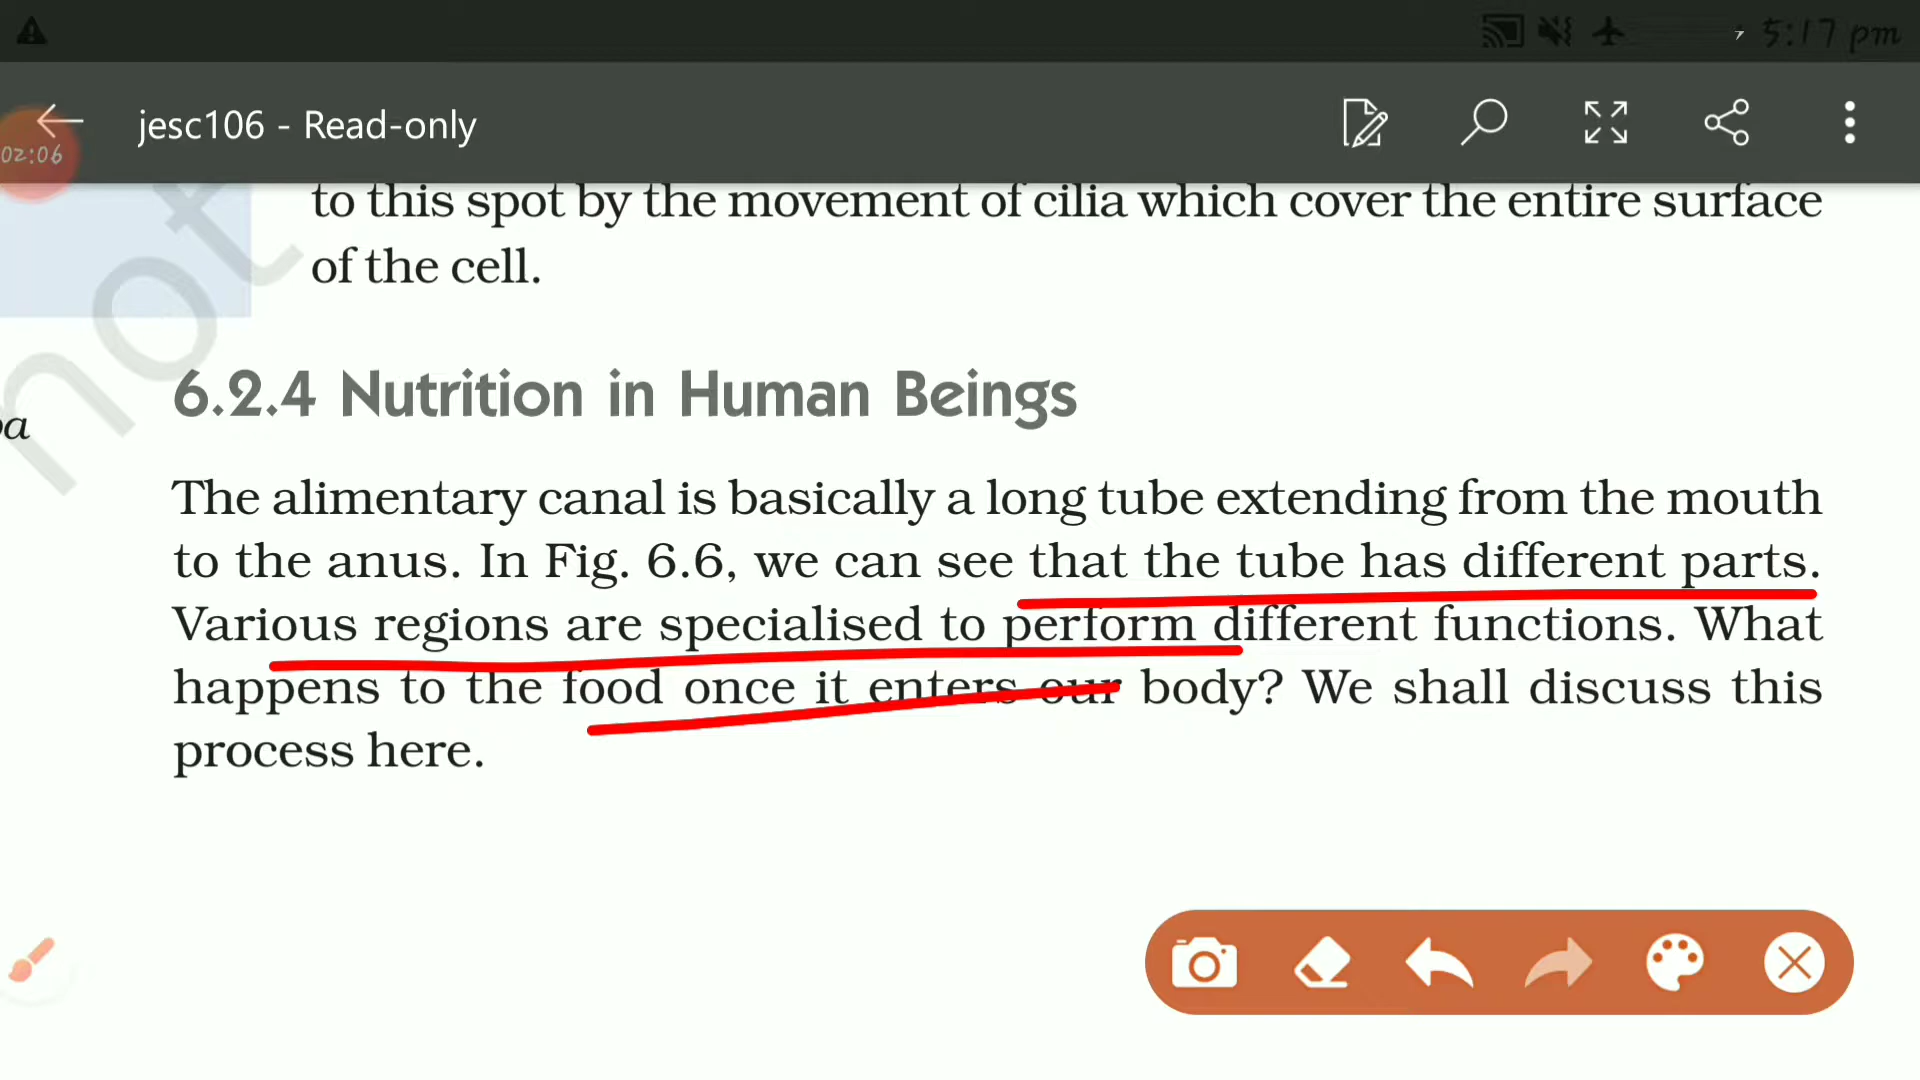 5:17 pm
jesc106 - Read-only
02:06
to this spot by the movement of cilia which cover the entire surface
of the cell.
not
6.2.4 Nutrition in Human Beings
The alimentary canal is basically a long tube extending from the mouth
to the anus. In Fig. 6.6, we can see that the tube has different parts.
Various regions are specialised to perform different functions. What
happens to the food once it enters our body? We shall discuss this
process here.